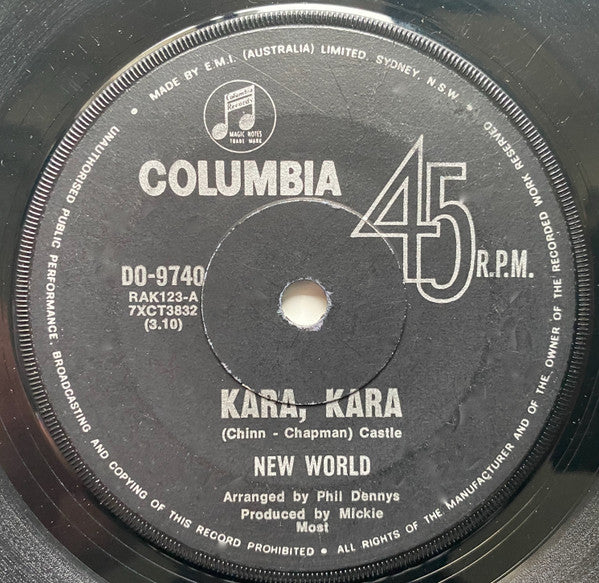 • MADE BY E.M.I. (AUSTRALIA) LIMITED. SYDNEY, N.S.W. •
Columbia
Records
MAGIC NOTES
TRADE MARK
COLUMBIA
45
R.P.M.
DO-9740
RAK123-A
7XCT3832
(3.10)
KARA, KARA
(Chinn - Chapman) Castle
NEW WORLD
Arranged by Phil Dennys
Produced by Mickie
Most
UNAUTHORISED PUBLIC PERFORMANCE, BROADCASTING AND COPYING OF THIS RECORD PROHIBITED • ALL RIGHTS OF THE MANUFACTURER AND OF THE OWNER OF THE RECORDED WORK RESERVED